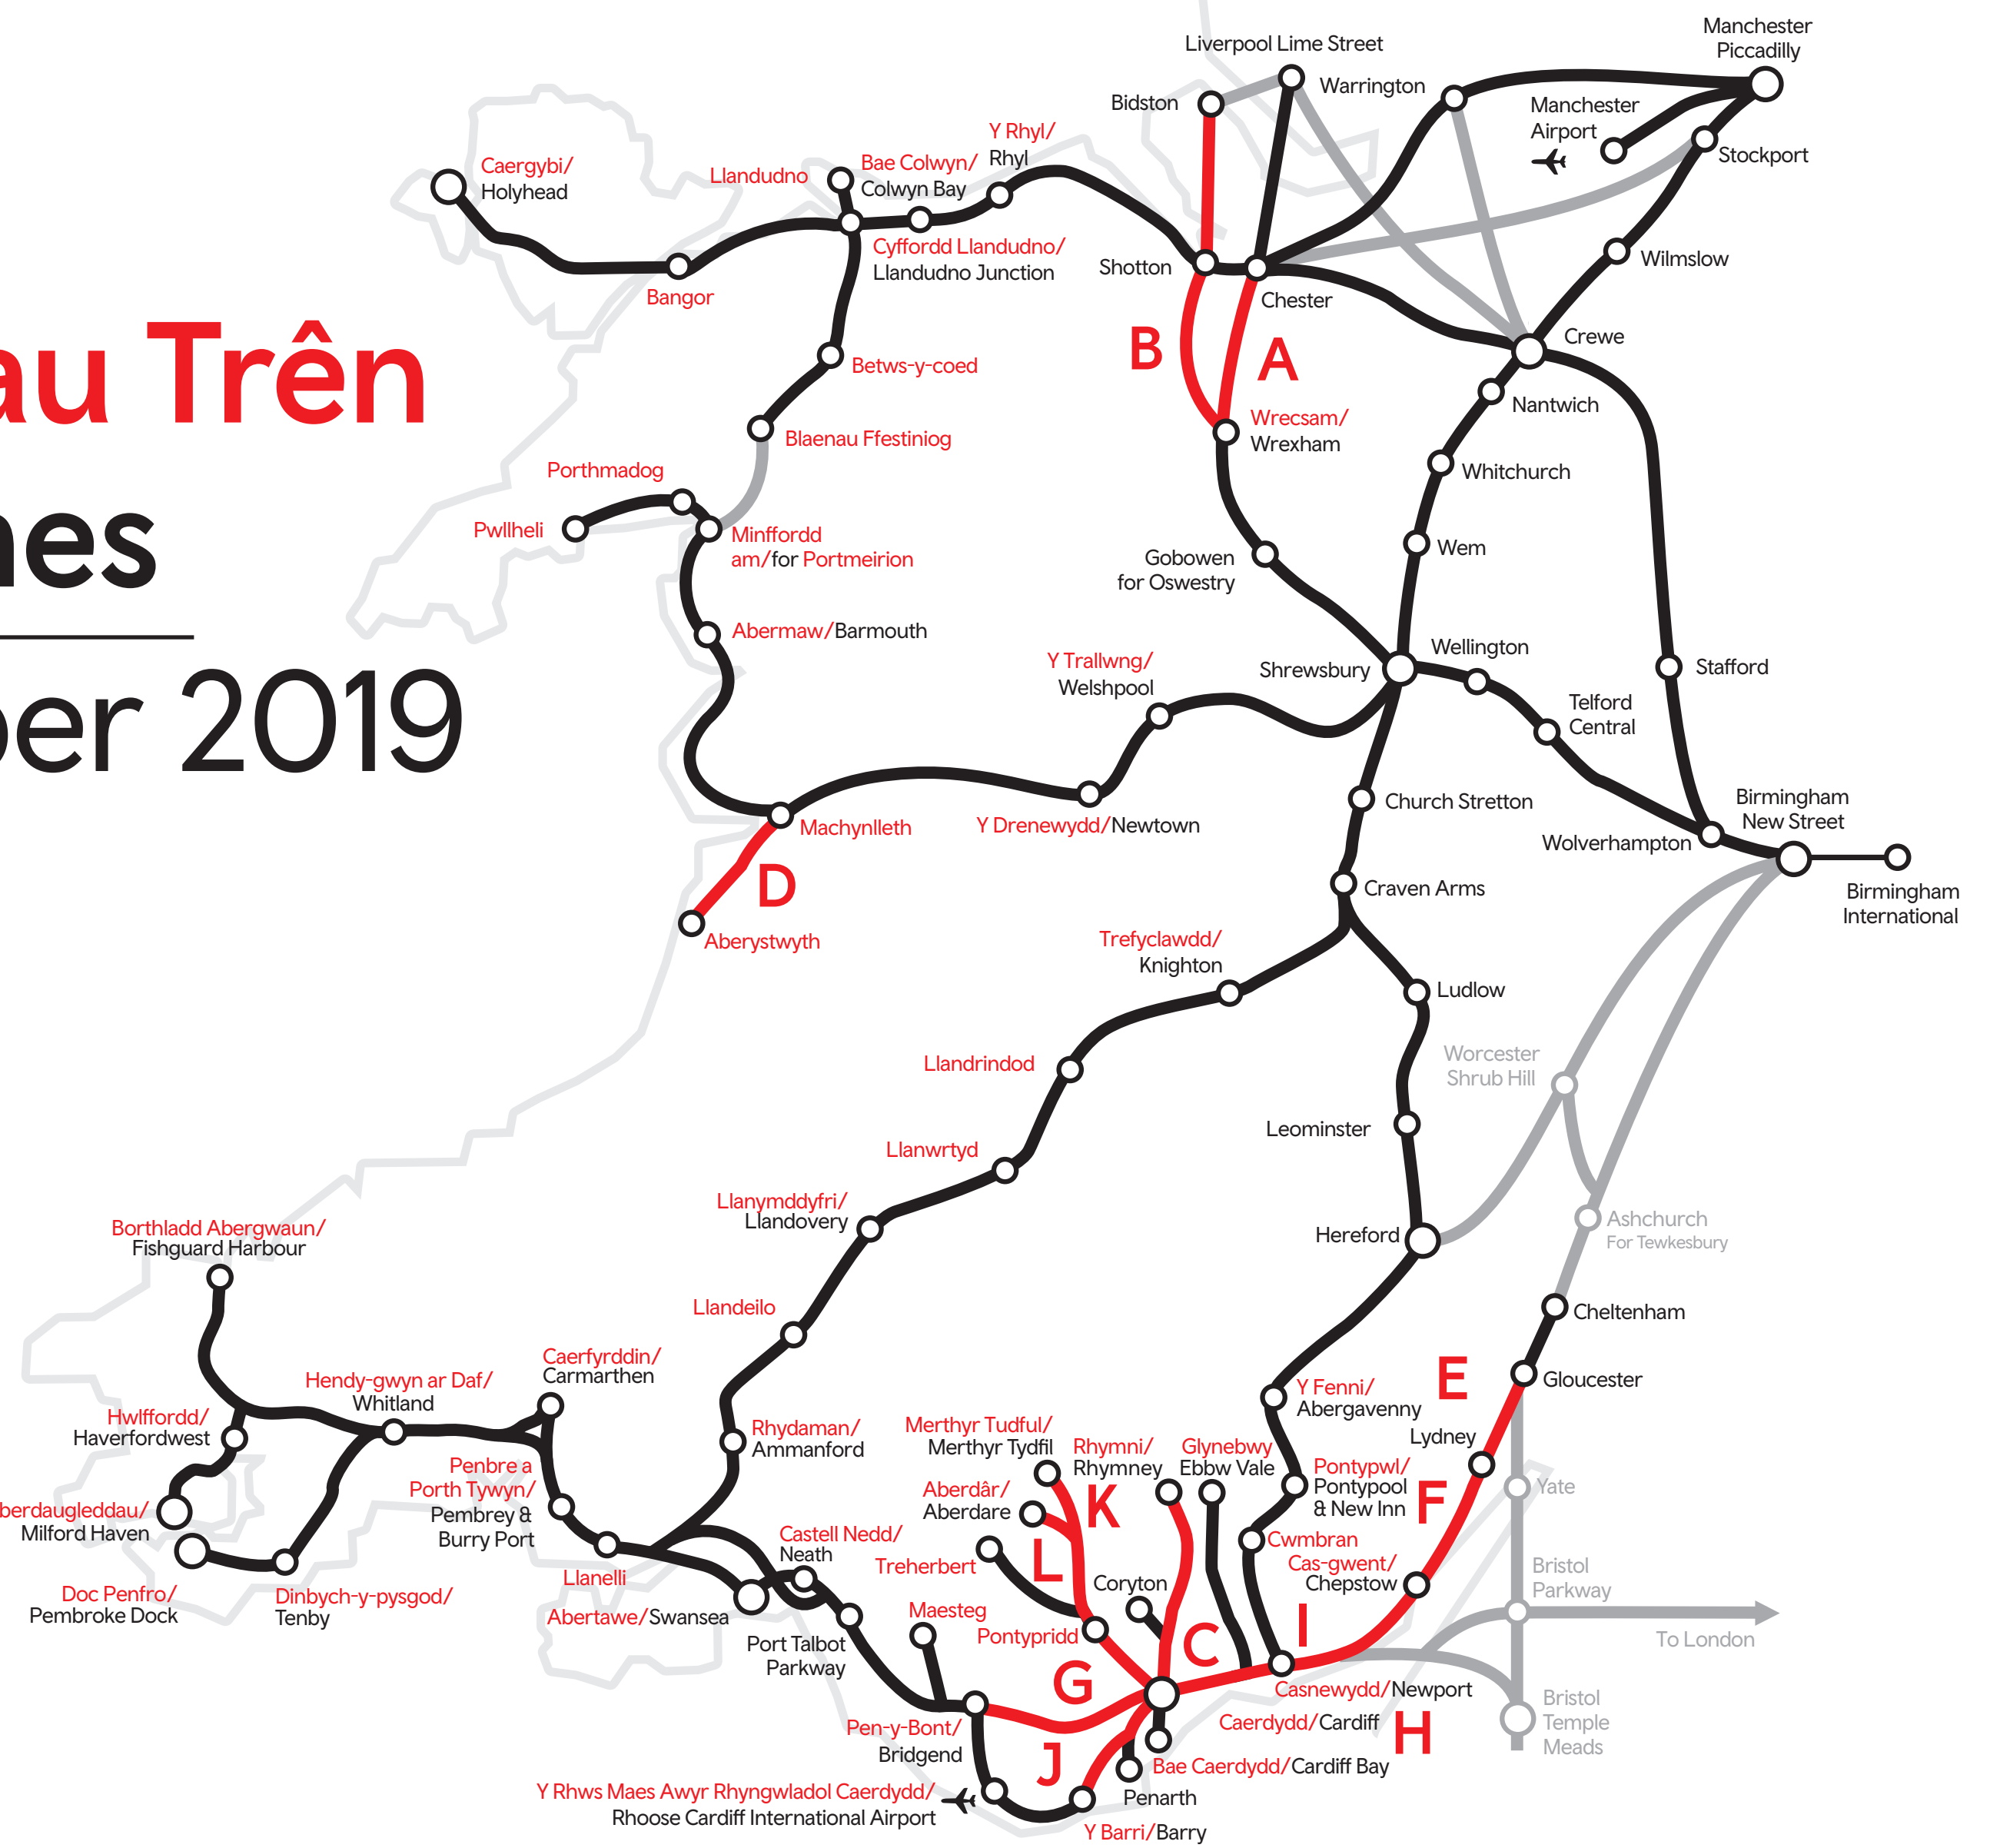 au Trên
nes
ber 2019
Manchester
Piccadilly
Liverpool Lime Street
Warrington
Bidston
Manchester
Airport
Stockport
Y Rhyl/
Rhyl
Bae Colwyn/
Colwyn Bay
Llandudno
Caergybi/
Holyhead
Cyffordd Llandudno/
Llandudno Junction
Bangor
Shotton
Chester
Wilmslow
Crewe
B
A
Betws-y-coed
Nantwich
Wrecsam/
Wrexham
Blaenau Ffestiniog
Whitchurch
Porthmadog
Pwllheli
Minffordd
am/for Portmeirion
Wem
Gobowen
for Oswestry
Abermaw/Barmouth
Wellington
Y Trallwng/
Welshpool
Shrewsbury
Stafford
Telford
Central
Church Stretton
Birmingham
New Street
Y Drenewydd/Newtown
Machynlleth
Wolverhampton
D
Birmingham
International
Craven Arms
Aberystwyth
Trefyclawdd/
Knighton
Ludlow
Llandrindod
Worcester
Shrub Hill
Leominster
Llanwrtyd
Llanymddyfri/
Llandovery
Hereford
Ashchurch
For Tewkesbury
Borthladd Abergwaun/
Fishguard Harbour
Llandeilo
Cheltenham
Caerfyrddin/
Carmarthen
Hendy-gwyn ar Daf/
Whitland
E
Gloucester
Y Fenni/
Abergavenny
Hwlffordd/
Haverfordwest
Rhydaman/
Ammanford
Merthyr Tudful/
Merthyr Tydfil
Rhymni/
Rhymney
Glynebwy
Ebbw Vale
Lydney
Penbre a
Porth Tywyn/
Pembrey &
Burry Port
Pontypwl/
Pontypool
& New Inn
F
Yate
Aberdâr/
Aberdare
K
berdaugleddau/
Milford Haven
Castell Nedd/
Neath
Cwmbran
Treherbert
L
Cas-gwent/
Chepstow
Bristol
Parkway
Llanelli
Coryton
Doc Penfro/
Pembroke Dock
Dinbych-y-pysgod/
Tenby
Abertawe/Swansea
Maesteg
Pontypridd
C
I
To London
Port Talbot
Parkway
G
Casnewydd/Newport
Bristol
Temple
Meads
Pen-y-Bont/
Bridgend
Caerdydd/Cardiff
H
J
Bae Caerdydd/Cardiff Bay
Y Rhws Maes Awyr Rhyngwladol Caerdydd/
Rhoose Cardiff International Airport
Penarth
Y Barri/Barry